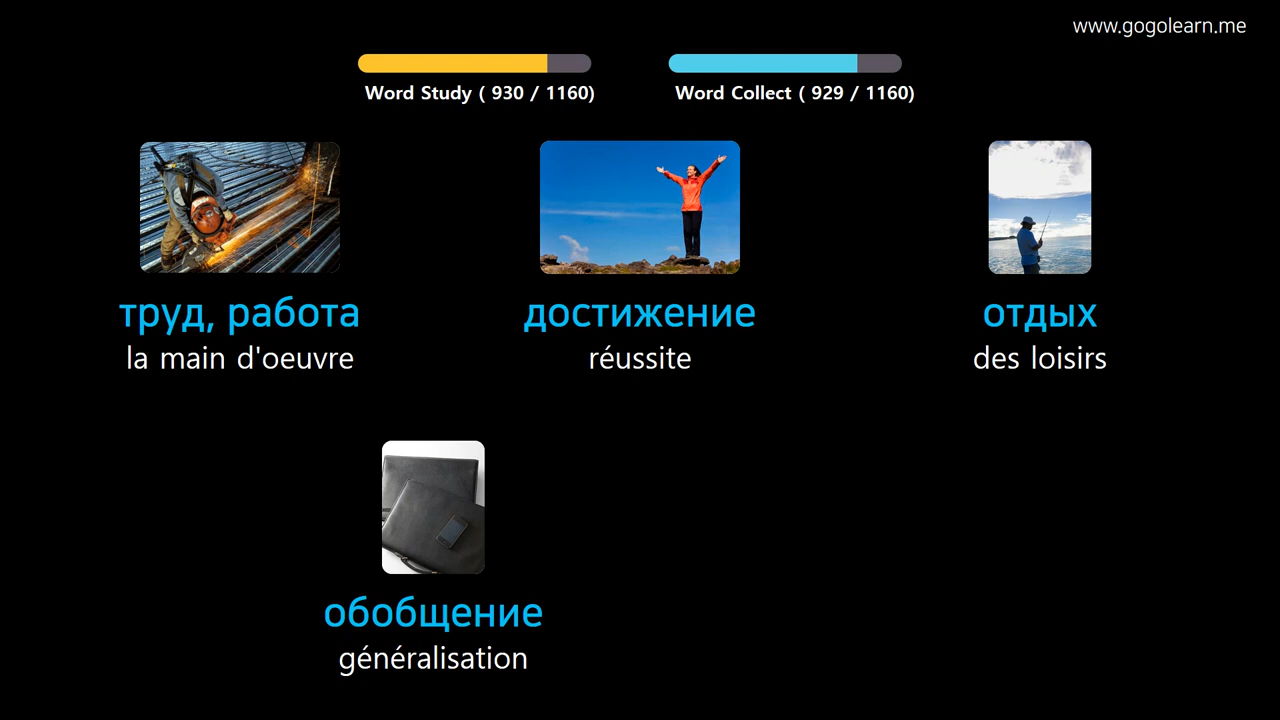 www.gogolearn.me
Word Study ( 930 / 1160)
Word Collect ( 929 / 1160)
труд, работа
la main d'oeuvre
достижение
réussite
отдых
des loisirs
обобщение
généralisation